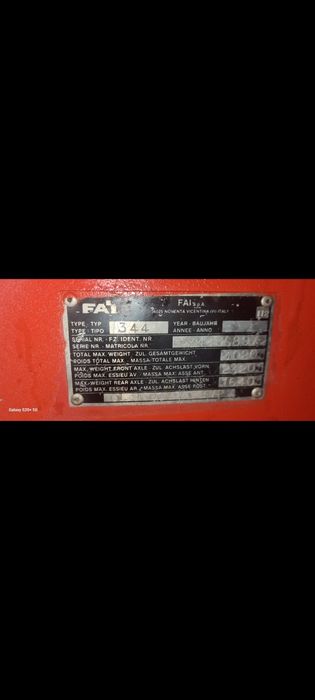 FAI
FAI S.p.A.
36025 NOVENTA VICENTINA (VI) ITALY
TYPE - TYP
TYPE - TIPO
344
YEAR - BAUJAHR
ANNEE - ANNO
SERIAL NR - FZ. IDENT. NR.
SERIE NR - MATRICOLA NR.
TOTAL MAX. WEIGHT - ZUL. GESAMTGEWICHT
POIDS TOTAL MAX. - MASSA TOTALE MAX.
MAX. WEIGHT FRONT AXLE - ZUL. ACHSLAST VORN
POIDS MAX. ESSIEU AV. - MASSA MAX. ASSE ANT.
MAX. WEIGHT REAR AXLE - ZUL. ACHSLAST HINTEN
POIDS MAX. ESSIEU AR. - MASSA MAX. ASSE POST.
Galaxy S20+ 5G